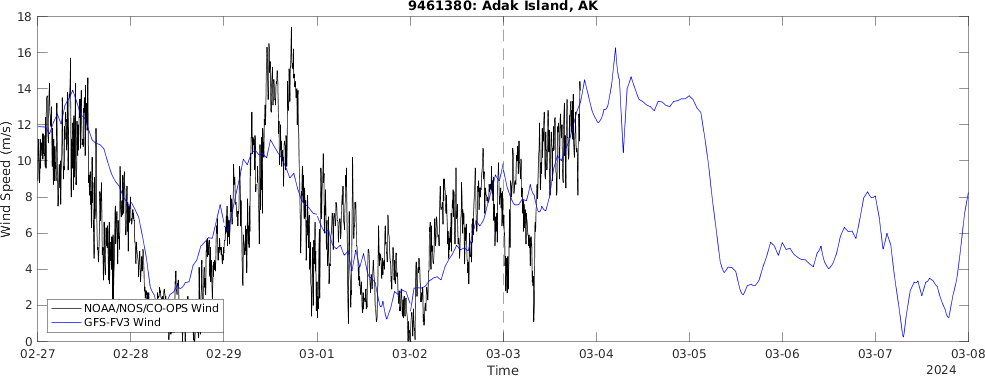 9461380: Adak Island, AK
Wind Speed (m/s)
18
16
14
12
10
8
6
4
2
0
NOAA/NOS/CO-OPS Wind
GFS-FV3 Wind
02-27 02-28 02-29 03-01 03-02 03-03 03-04 03-05 03-06 03-07 03-08
Time
2024